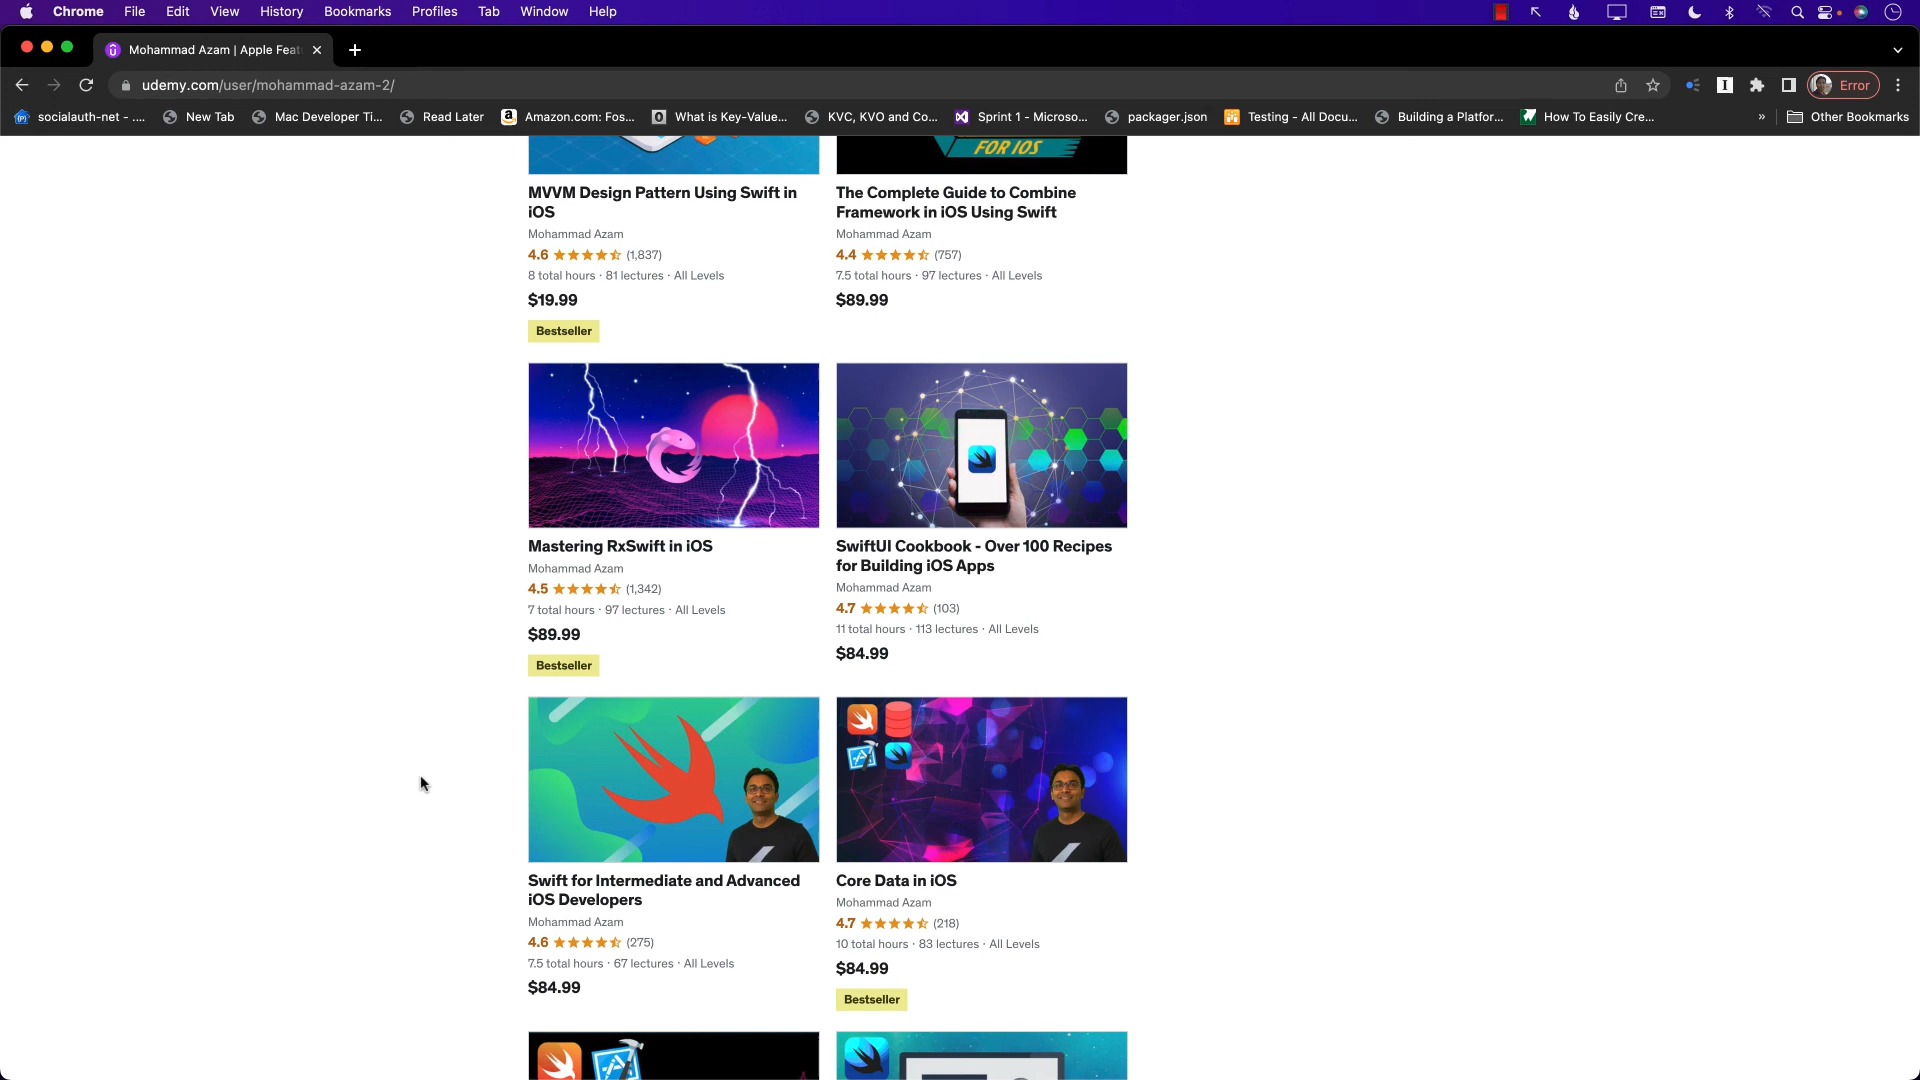 Chrome File Edit View History Bookmarks Profiles Tab Window Help
Mohammad Azam | Apple Feat
udemy.com/user/mohammad-azam-2/
Error
socialauth-net - .... New Tab Mac Developer Ti... Read Later Amazon.com: Fos... What is Key-Value... KVC, KVO and Co... Sprint 1 - Microso... packager.json Testing - All Docu... Building a Platfor... How To Easily Cre... » Other Bookmarks
FOR IOS
MVVM Design Pattern Using Swift in
iOS
Mohammad Azam
4.6 (1,837)
8 total hours · 81 lectures · All Levels
$19.99
Bestseller
The Complete Guide to Combine
Framework in iOS Using Swift
Mohammad Azam
4.4 (757)
7.5 total hours · 97 lectures · All Levels
$89.99
Mastering RxSwift in iOS
Mohammad Azam
4.5 (1,342)
7 total hours · 97 lectures · All Levels
$89.99
Bestseller
SwiftUI Cookbook - Over 100 Recipes
for Building iOS Apps
Mohammad Azam
4.7 (103)
11 total hours · 113 lectures · All Levels
$84.99
Swift for Intermediate and Advanced
iOS Developers
Mohammad Azam
4.6 (275)
7.5 total hours · 67 lectures · All Levels
$84.99
Core Data in iOS
Mohammad Azam
4.7 (218)
10 total hours · 83 lectures · All Levels
$84.99
Bestseller